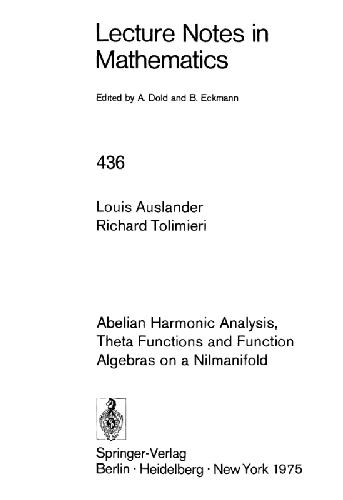 Lecture Notes in
Mathematics
Edited by A. Dold and B. Eckmann
436
Louis Auslander
Richard Tolimieri
Abelian Harmonic Analysis,
Theta Functions and Function
Algebras on a Nilmanifold
Springer-Verlag
Berlin · Heidelberg · New York 1975